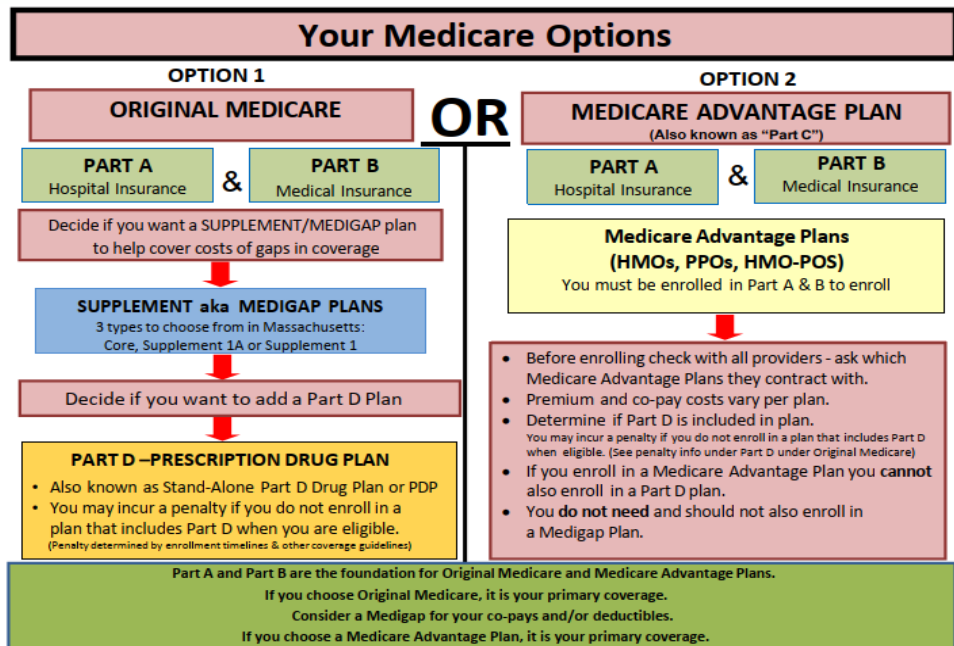 Your Medicare Options
OPTION 1
ORIGINAL MEDICARE
PART A
Hospital Insurance
&
PART B
Medical Insurance
Decide if you want a SUPPLEMENT/MEDIGAP plan
to help cover costs of gaps in coverage
SUPPLEMENT aka MEDIGAP PLANS
3 types to choose from in Massachusetts:
Core, Supplement 1A or Supplement 1
Decide if you want to add a Part D Plan
PART D –PRESCRIPTION DRUG PLAN
• Also known as Stand-Alone Part D Drug Plan or PDP
• You may incur a penalty if you do not enroll in a
plan that includes Part D when you are eligible.
(Penalty determined by enrollment timelines & other coverage guidelines)
OR
OPTION 2
MEDICARE ADVANTAGE PLAN
(Also known as “Part C”)
PART A
Hospital Insurance
&
PART B
Medical Insurance
Medicare Advantage Plans
(HMOs, PPOs, HMO-POS)
You must be enrolled in Part A & B to enroll
• Before enrolling check with all providers - ask which
Medicare Advantage Plans they contract with.
• Premium and co-pay costs vary per plan.
• Determine if Part D is included in plan.
You may incur a penalty if you do not enroll in a plan that includes Part D
when eligible. (See penalty info under Part D under Original Medicare)
• If you enroll in a Medicare Advantage Plan you cannot
also enroll in a Part D plan.
• You do not need and should not also enroll in
a Medigap Plan.
Part A and Part B are the foundation for Original Medicare and Medicare Advantage Plans.
If you choose Original Medicare, it is your primary coverage.
Consider a Medigap for your co-pays and/or deductibles.
If you choose a Medicare Advantage Plan, it is your primary coverage.